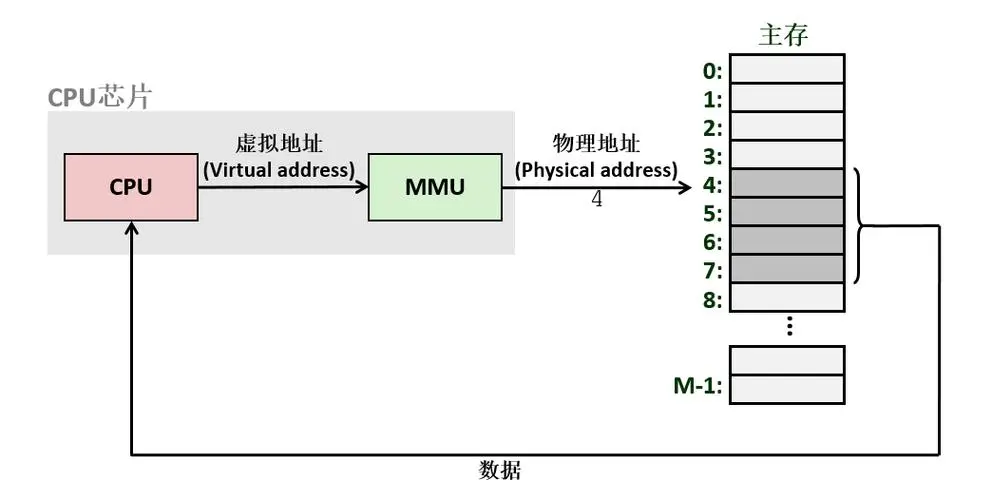 主存
0:
CPU芯片
1:
虚拟地址
(Virtual address)
物理地址
(Physical address)
4
2:
3:
CPU
MMU
4:
5:
6:
7:
8:
⋮
M-1:
数据